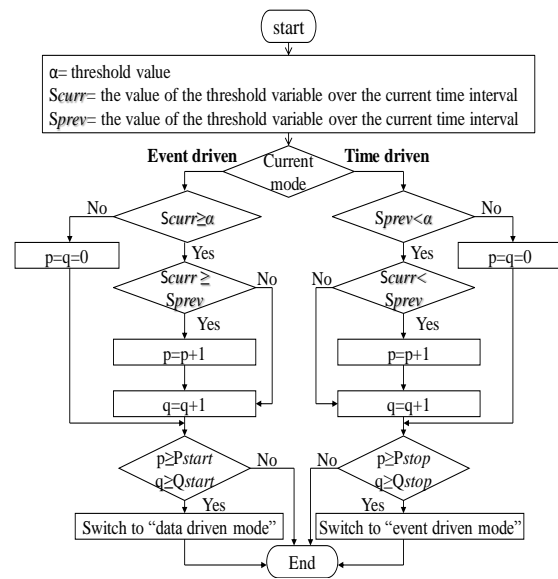 start
α= threshold value
Scurr= the value of the threshold variable over the current time interval
Sprev= the value of the threshold variable over the current time interval
Event driven
Current mode
Time driven
No
Scurr≥α
Sprev<α
No
p=q=0
Yes
Yes
p=q=0
Scurr ≥
Sprev
No
No
Scurr<
Sprev
Yes
Yes
p=p+1
p=p+1
q=q+1
q=q+1
p≥Pstart
q≥Qstart
No
No
p≥Pstop
q≥Qstop
Yes
Yes
Switch to “data driven mode”
Switch to “event driven mode”
End